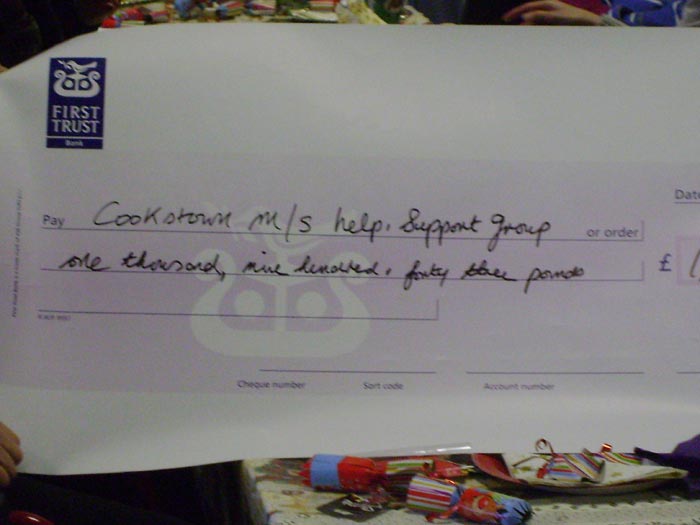 FIRST
TRUST
Bank
Date
Pay Cookstown M/S help. Support Group or order
one thousand, nine hundred. forty three pounds £ 1,
Cheque number Sort code Account number